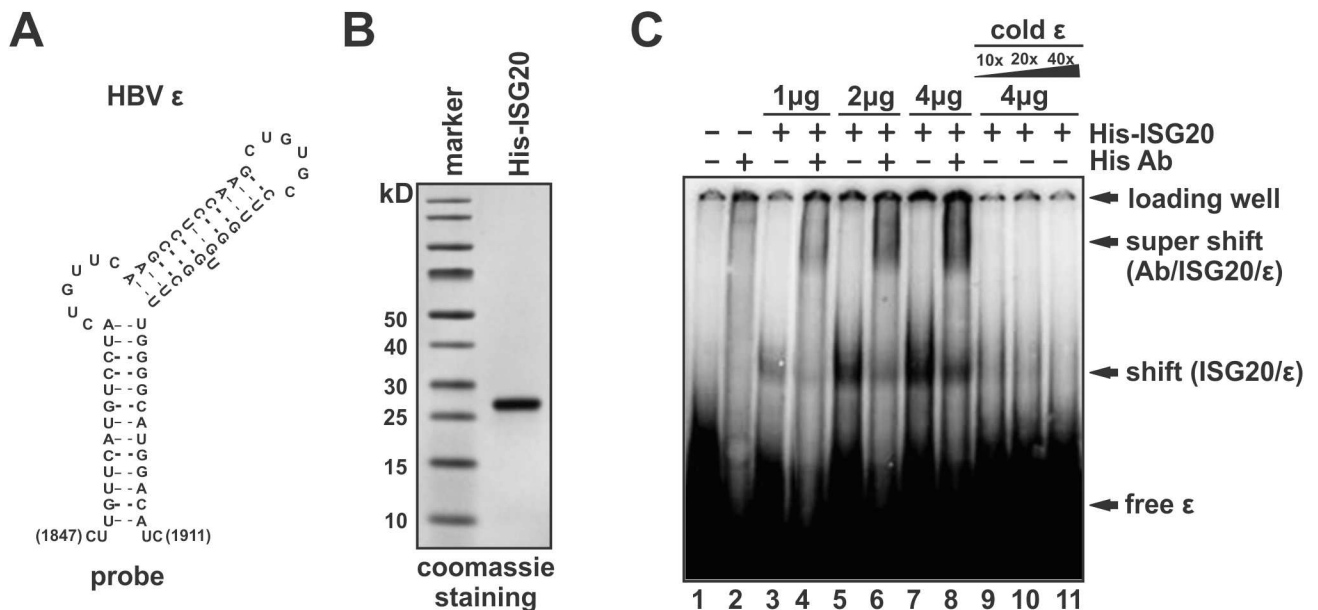 A
HBV ε
C U G U G C C
A A G C C U C C A A G
C U U G G G U G G C U U
U
C U G U U C
A U C C U G U A C U U G U
U G G G G C A U G G A C A
(1847) CU UC (1911)
probe
B
marker
His-ISG20
kD
50
40
30
25
15
10
coomassie
staining
C
cold ε
10x 20x 40x
1µg 2µg 4µg 4µg
− − + + + + + + + + + His-ISG20
− + − + − + − + − − − His Ab
loading well
super shift
(Ab/ISG20/ε)
shift (ISG20/ε)
free ε
1 2 3 4 5 6 7 8 9 10 11